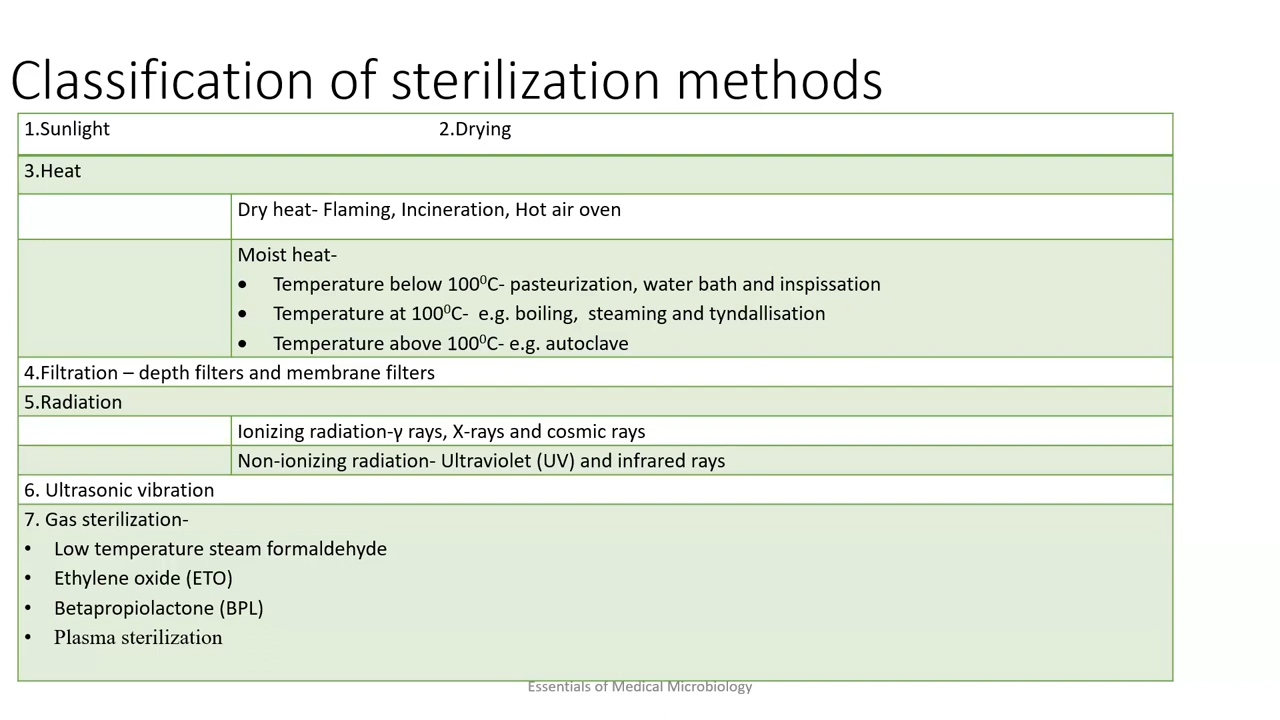 Classification of sterilization methods
1.Sunlight 2.Drying
3.Heat
Dry heat- Flaming, Incineration, Hot air oven
Moist heat-
• Temperature below 100⁰C- pasteurization, water bath and inspissation
• Temperature at 100⁰C- e.g. boiling, steaming and tyndallisation
• Temperature above 100⁰C- e.g. autoclave
4.Filtration – depth filters and membrane filters
5.Radiation
Ionizing radiation-γ rays, X-rays and cosmic rays
Non-ionizing radiation- Ultraviolet (UV) and infrared rays
6. Ultrasonic vibration
7. Gas sterilization-
• Low temperature steam formaldehyde
• Ethylene oxide (ETO)
• Betapropiolactone (BPL)
• Plasma sterilization
Essentials of Medical Microbiology